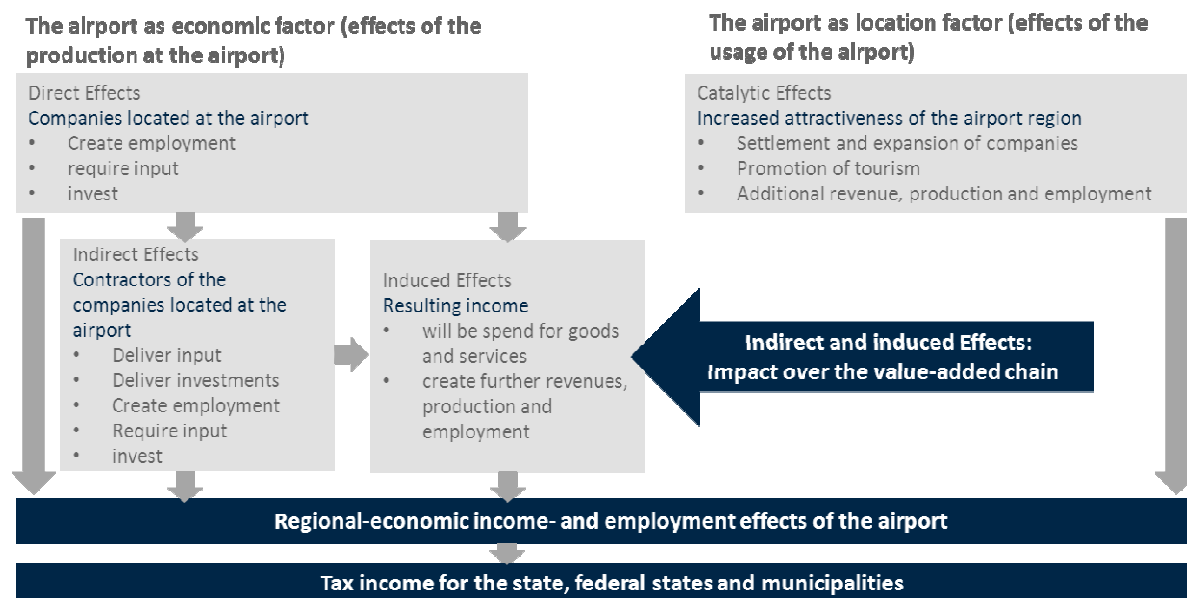 The airport as economic factor (effects of the
production at the airport)
Direct Effects
Companies located at the airport
• Create employment
• require input
• invest
Indirect Effects
Contractors of the
companies located at the
airport
• Deliver input
• Deliver investments
• Create employment
• Require input
• invest
Induced Effects
Resulting income
• will be spend for goods
and services
• create further revenues,
production and
employment
The airport as location factor (effects of the
usage of the airport)
Catalytic Effects
Increased attractiveness of the airport region
• Settlement and expansion of companies
• Promotion of tourism
• Additional revenue, production and employment
Indirect and induced Effects:
Impact over the value-added chain
Regional-economic income- and employment effects of the airport
Tax income for the state, federal states and municipalities